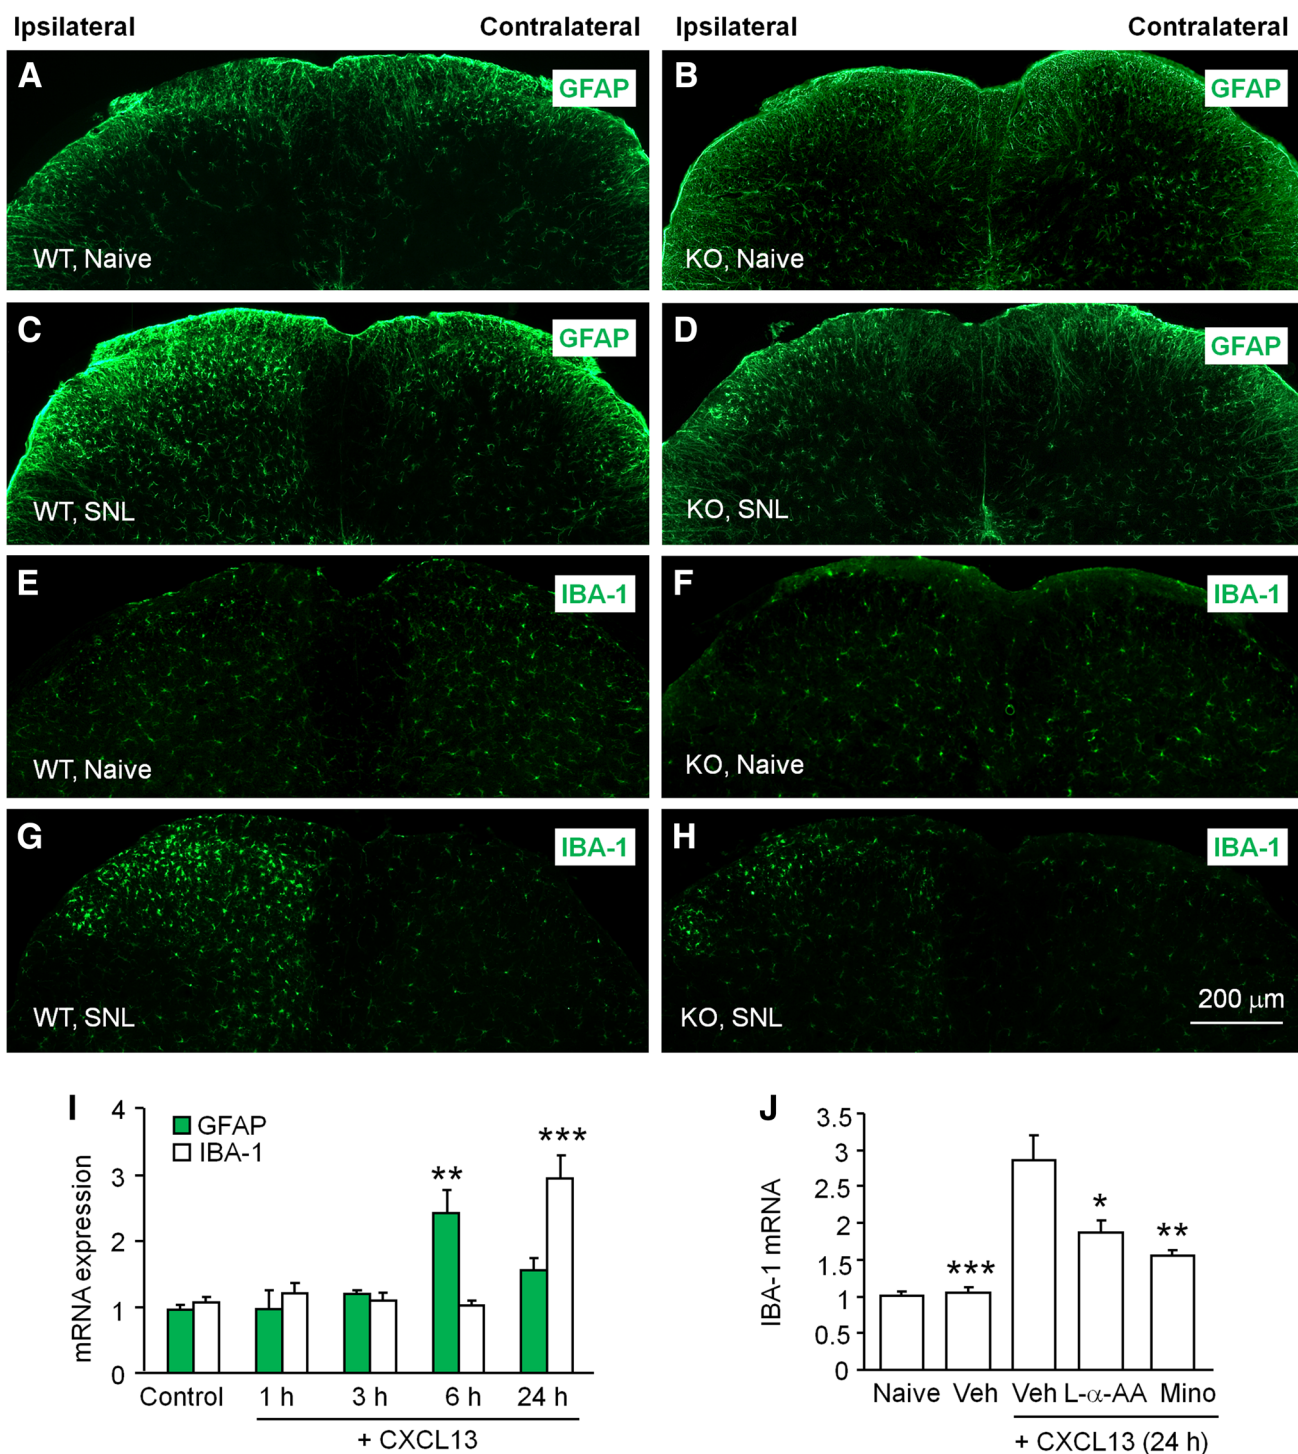 Ipsilateral Contralateral Ipsilateral Contralateral
A GFAP B GFAP
WT, Naive KO, Naive
C GFAP D GFAP
WT, SNL KO, SNL
E IBA-1 F IBA-1
WT, Naive KO, Naive
G IBA-1 H IBA-1
200 μm
WT, SNL KO, SNL
I
mRNA expression
4
3
2
1
0
GFAP
IBA-1
**
***
Control 1 h 3 h 6 h 24 h
+ CXCL13
J
IBA-1 mRNA
3.5
3
2.5
2
1.5
1
0.5
0
***
*
**
Naive Veh Veh L-α-AA Mino
+ CXCL13 (24 h)